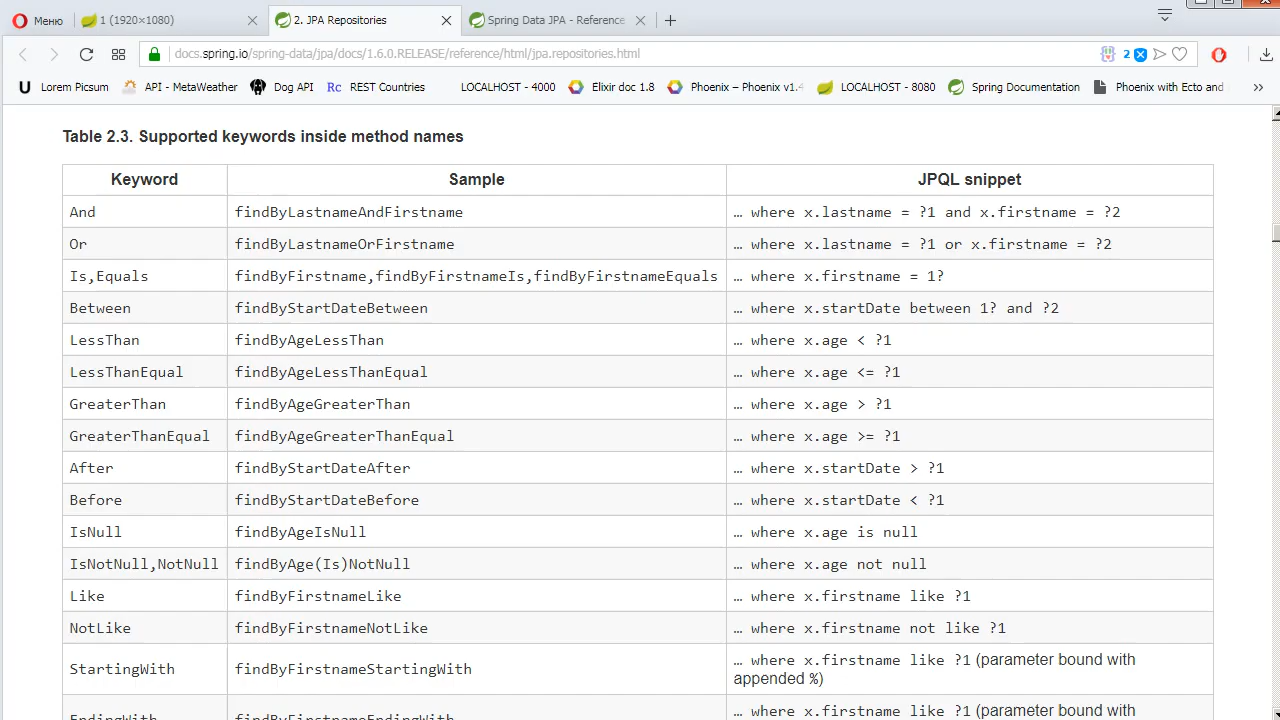 Меню
1 (1920×1080)
2. JPA Repositories
Spring Data JPA - Reference
docs.spring.io/spring-data/jpa/docs/1.6.0.RELEASE/reference/html/jpa.repositories.html
2
U Lorem Picsum API - MetaWeather Dog API Rc REST Countries LOCALHOST - 4000 Elixir doc 1.8 Phoenix – Phoenix v1.4 LOCALHOST - 8080 Spring Documentation Phoenix with Ecto and »
Table 2.3. Supported keywords inside method names
Keyword Sample JPQL snippet
And findByLastnameAndFirstname … where x.lastname = ?1 and x.firstname = ?2
Or findByLastnameOrFirstname … where x.lastname = ?1 or x.firstname = ?2
Is,Equals findByFirstname,findByFirstnameIs,findByFirstnameEquals … where x.firstname = 1?
Between findByStartDateBetween … where x.startDate between 1? and ?2
LessThan findByAgeLessThan … where x.age < ?1
LessThanEqual findByAgeLessThanEqual … where x.age <= ?1
GreaterThan findByAgeGreaterThan … where x.age > ?1
GreaterThanEqual findByAgeGreaterThanEqual … where x.age >= ?1
After findByStartDateAfter … where x.startDate > ?1
Before findByStartDateBefore … where x.startDate < ?1
IsNull findByAgeIsNull … where x.age is null
IsNotNull,NotNull findByAge(Is)NotNull … where x.age not null
Like findByFirstnameLike … where x.firstname like ?1
NotLike findByFirstnameNotLike … where x.firstname not like ?1
StartingWith findByFirstnameStartingWith … where x.firstname like ?1 (parameter bound with
appended %)
EndingWith findByFirstnameEndingWith … where x.firstname like ?1 (parameter bound with